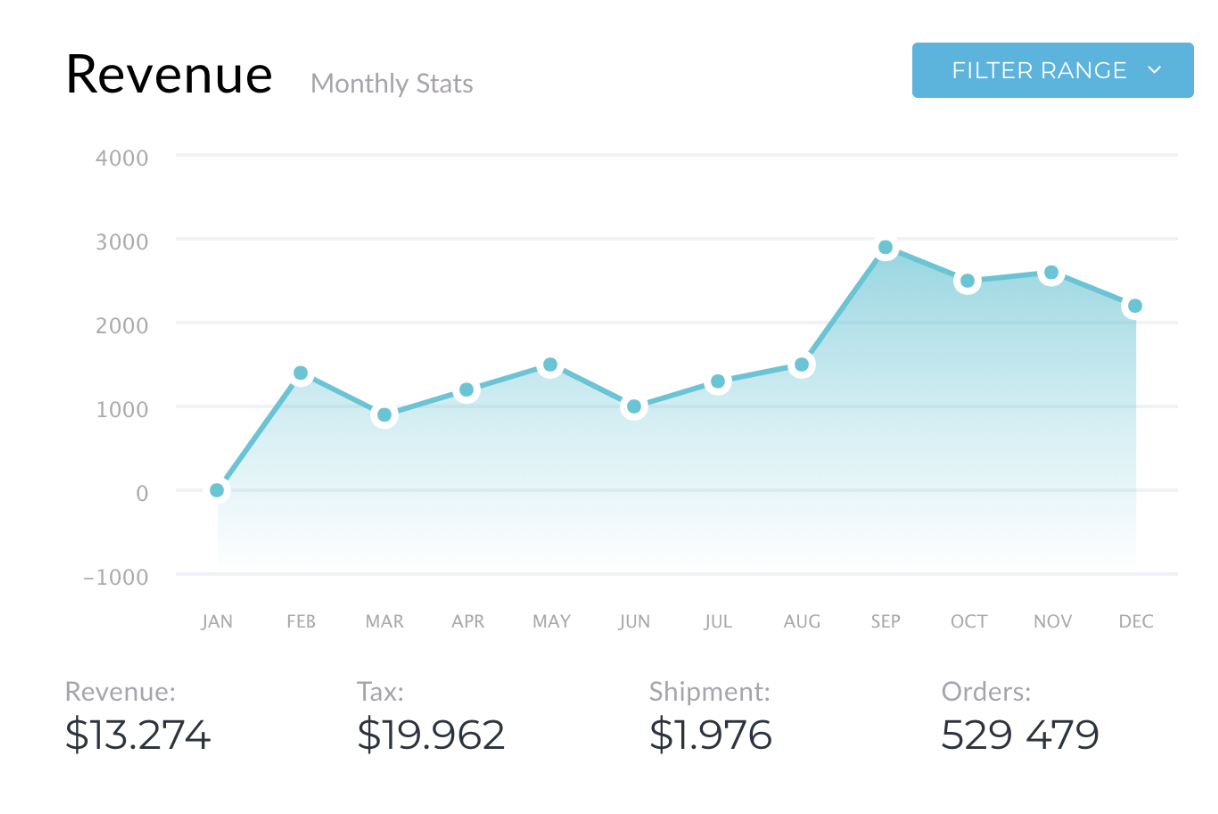 Revenue Monthly Stats FILTER RANGE
4000
3000
2000
1000
0
−1000
JAN FEB MAR APR MAY JUN JUL AUG SEP OCT NOV DEC
Revenue: Tax: Shipment: Orders:
$13.274 $19.962 $1.976 529 479